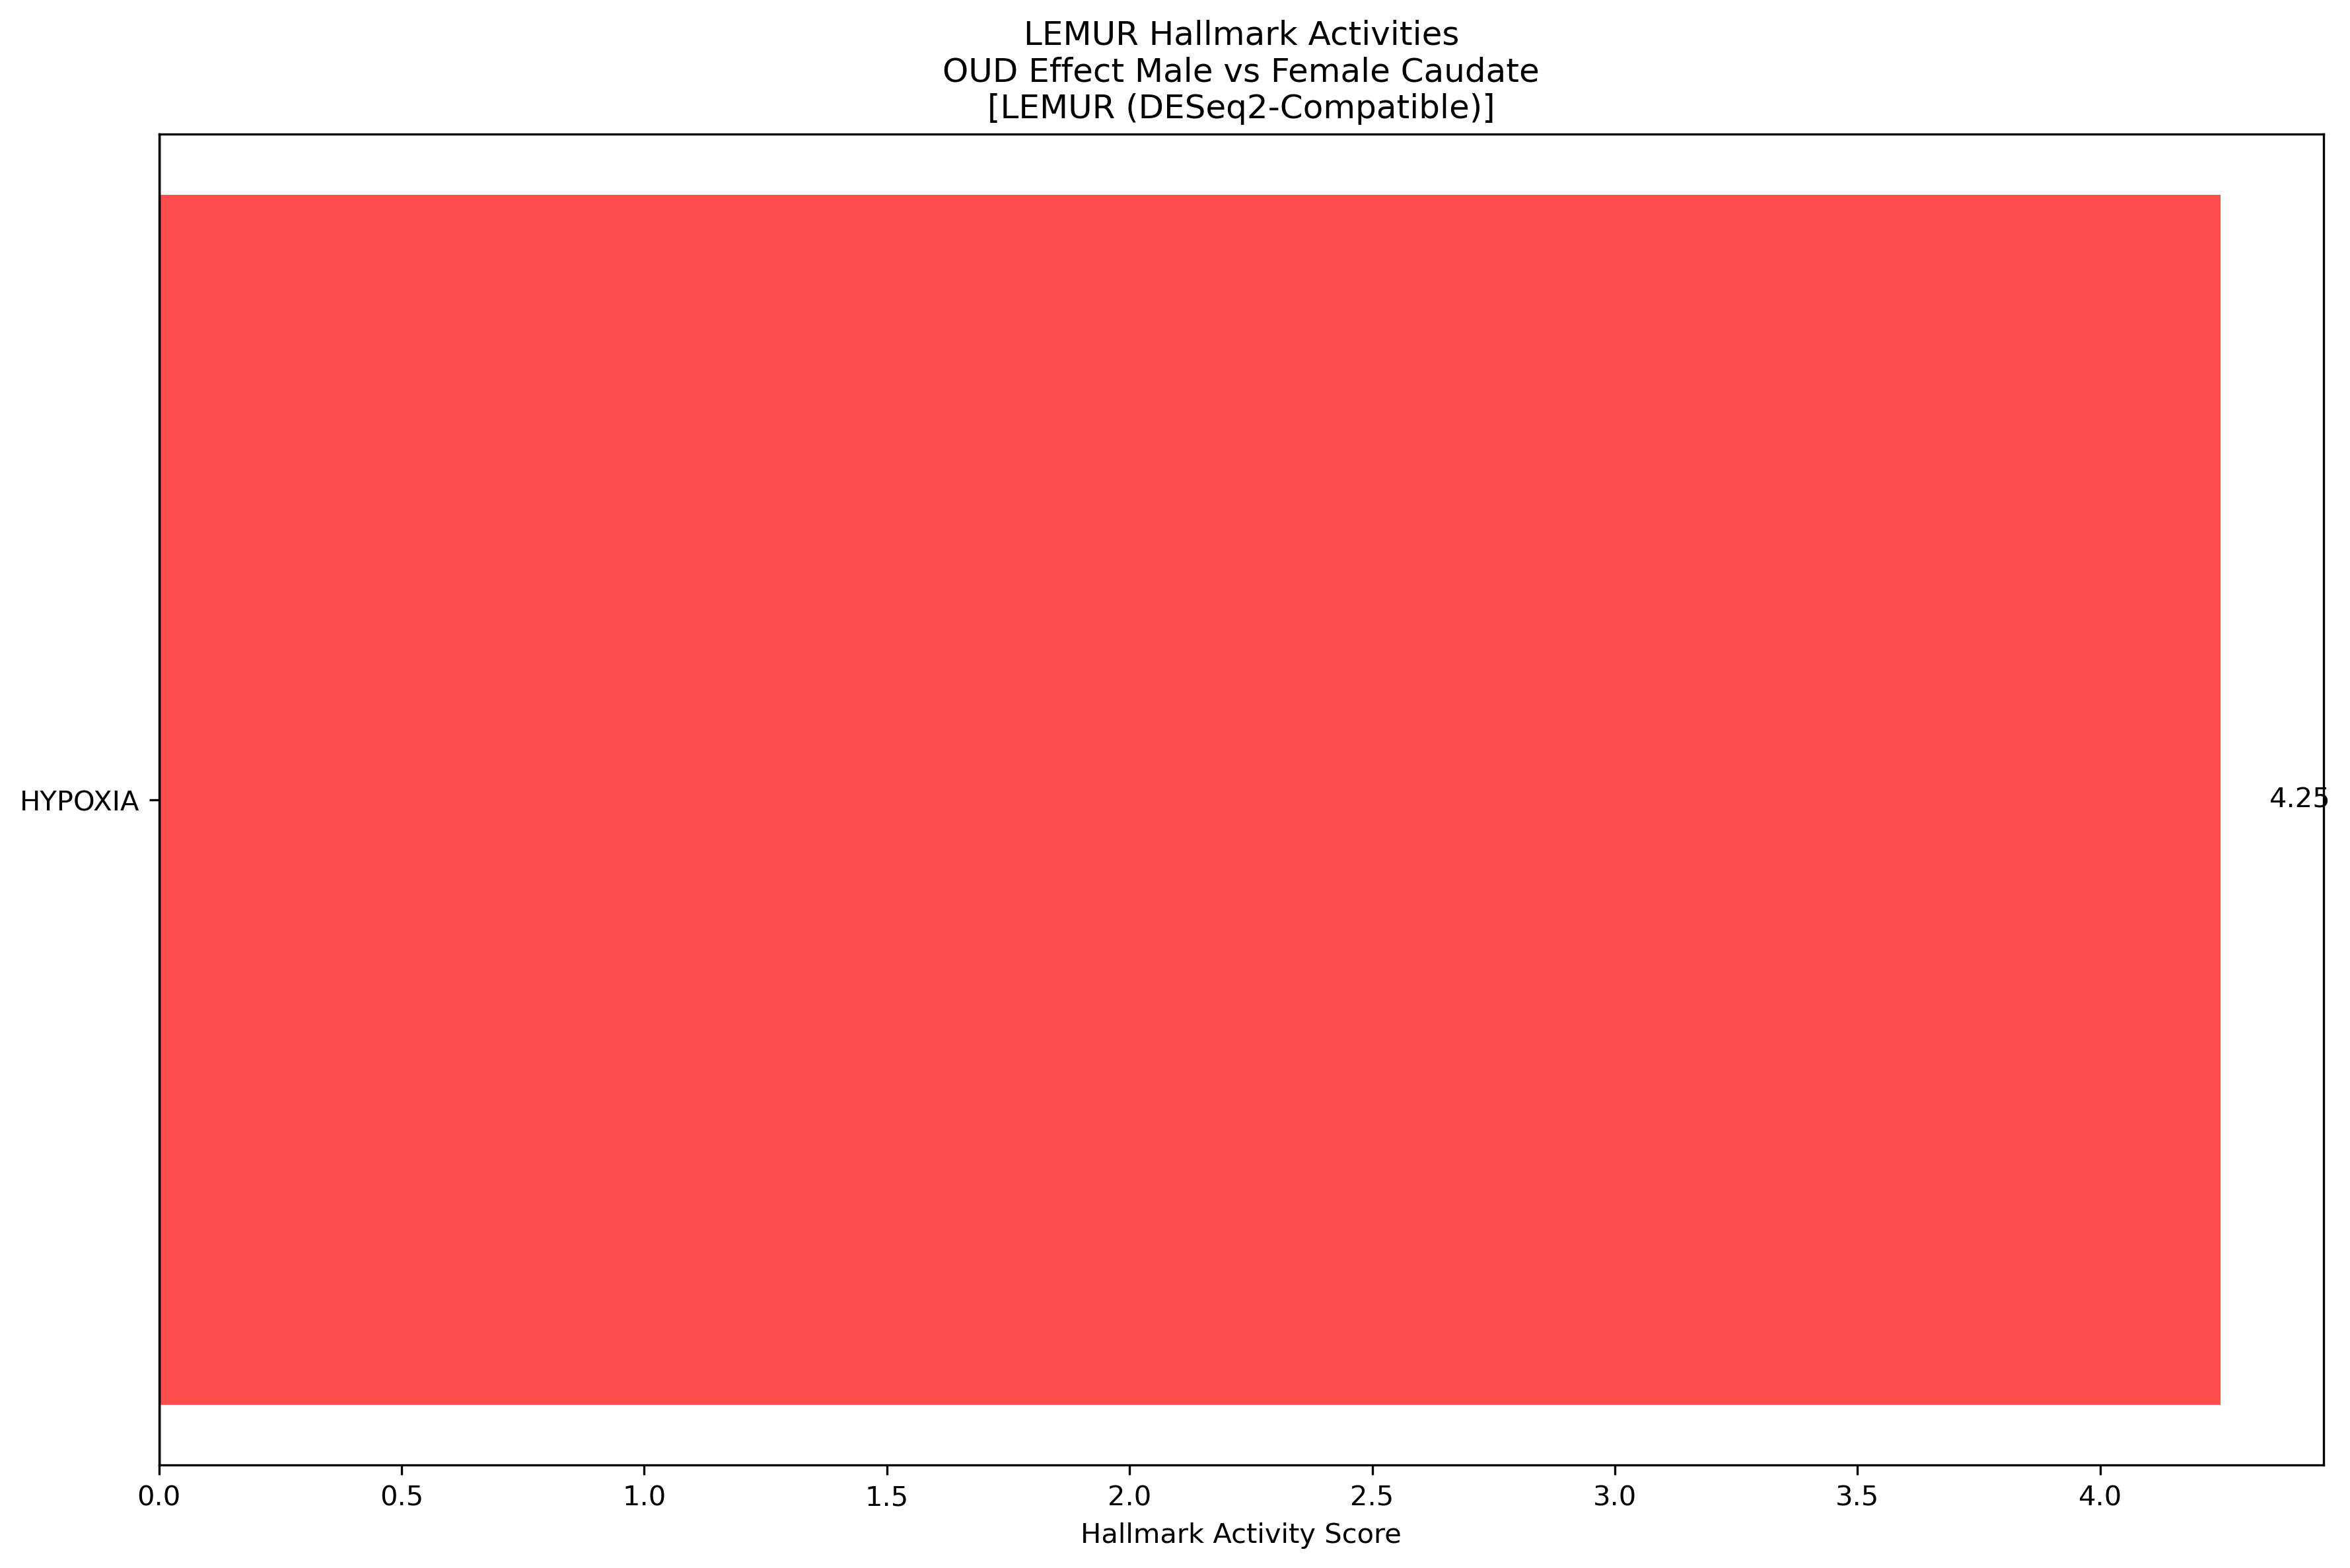 LEMUR Hallmark Activities
OUD Effect Male vs Female Caudate
[LEMUR (DESeq2-Compatible)]
HYPOXIA
4.25
0.0 0.5 1.0 1.5 2.0 2.5 3.0 3.5 4.0
Hallmark Activity Score